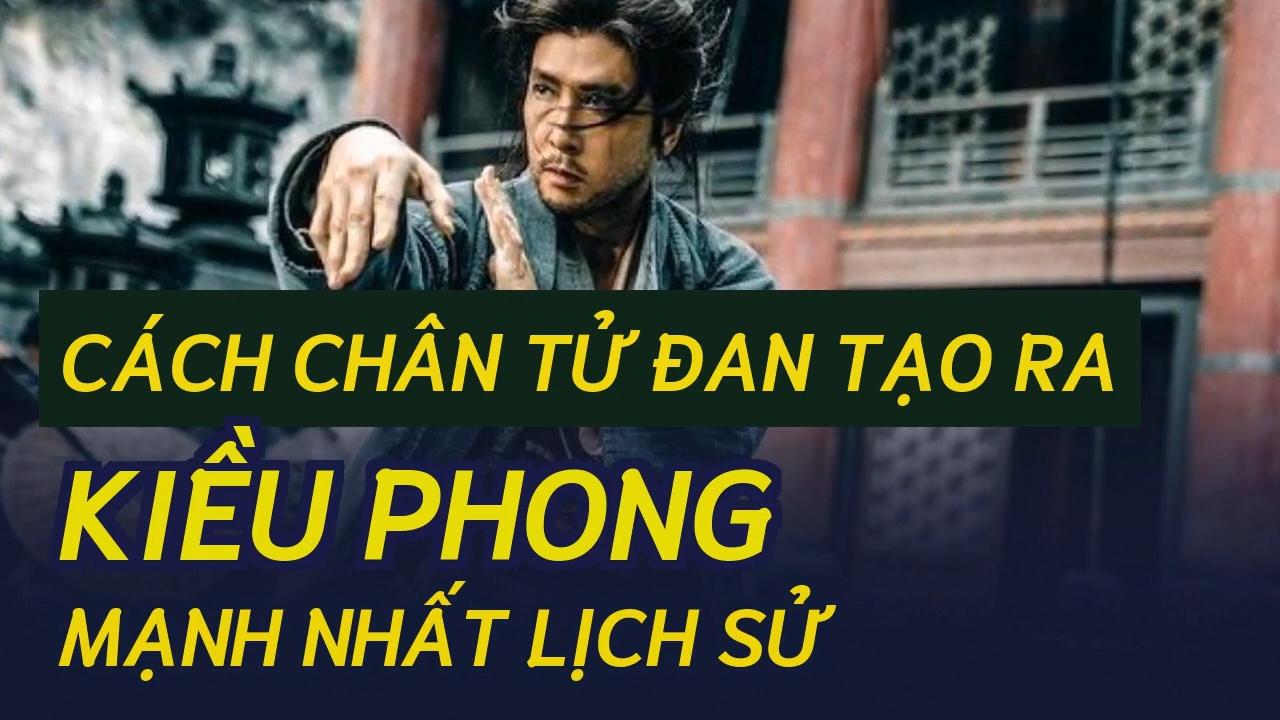 CÁCH CHÂN TỬ ĐAN TẠO RA
KIỀU PHONG
MẠNH NHẤT LỊCH SỬ